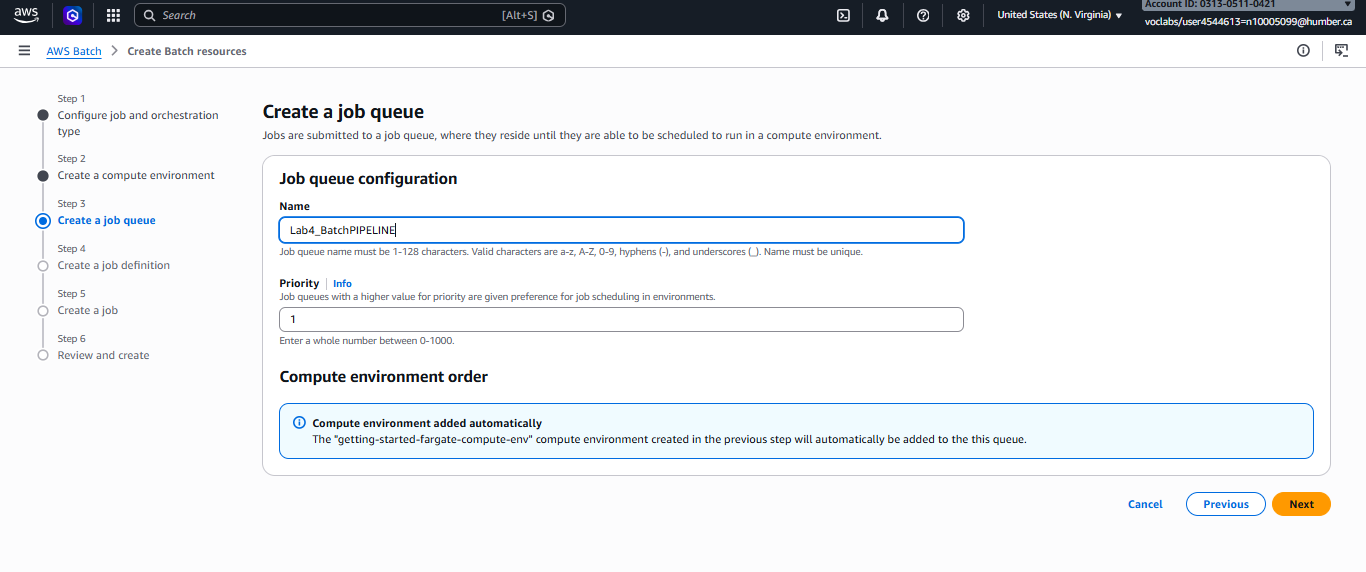 aws
Search
[Alt+S]
United States (N. Virginia)
Account ID: 0313-0511-0421
voclabs/user4544613=n10005099@humber.ca
AWS Batch
Create Batch resources
Step 1
Configure job and orchestration
type
Step 2
Create a compute environment
Step 3
Create a job queue
Step 4
Create a job definition
Step 5
Create a job
Step 6
Review and create
Create a job queue
Jobs are submitted to a job queue, where they reside until they are able to be scheduled to run in a compute environment.
Job queue configuration
Name
Lab4_BatchPIPELINE
Job queue name must be 1-128 characters. Valid characters are a-z, A-Z, 0-9, hyphens (-), and underscores (_). Name must be unique.
Priority Info
Job queues with a higher value for priority are given preference for job scheduling in environments.
1
Enter a whole number between 0-1000.
Compute environment order
Compute environment added automatically
The "getting-started-fargate-compute-env" compute environment created in the previous step will automatically be added to the this queue.
Cancel
Previous
Next